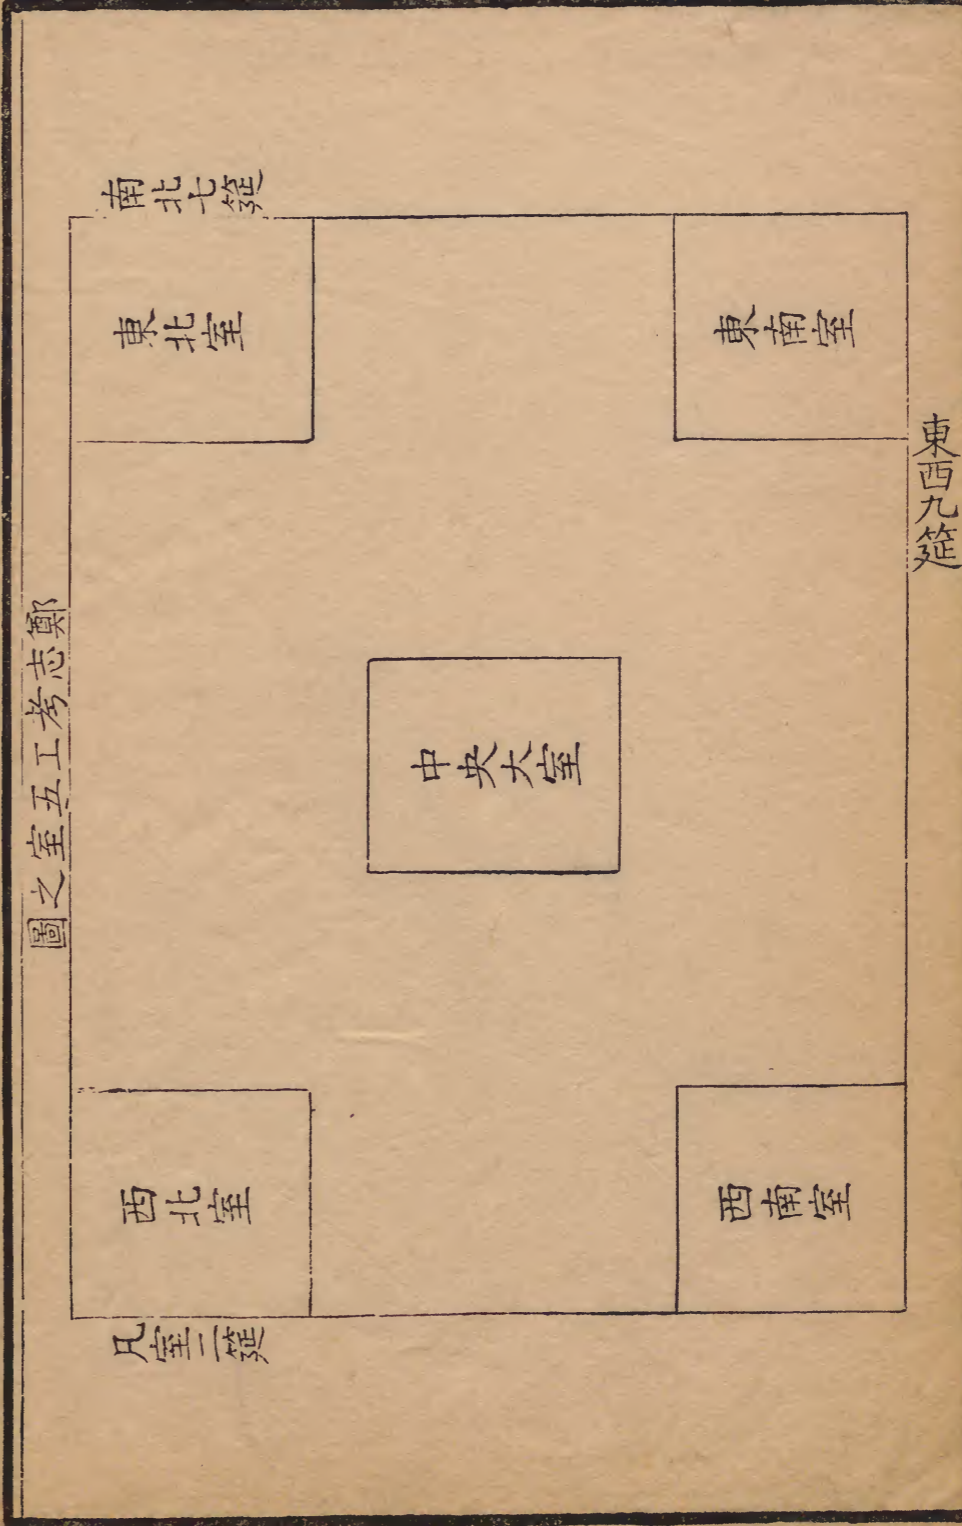 鄭志考工五室之圖
南北七筵
東北室
東南室
東西九筵
中央大室
西北室
西南室
凡室二筵